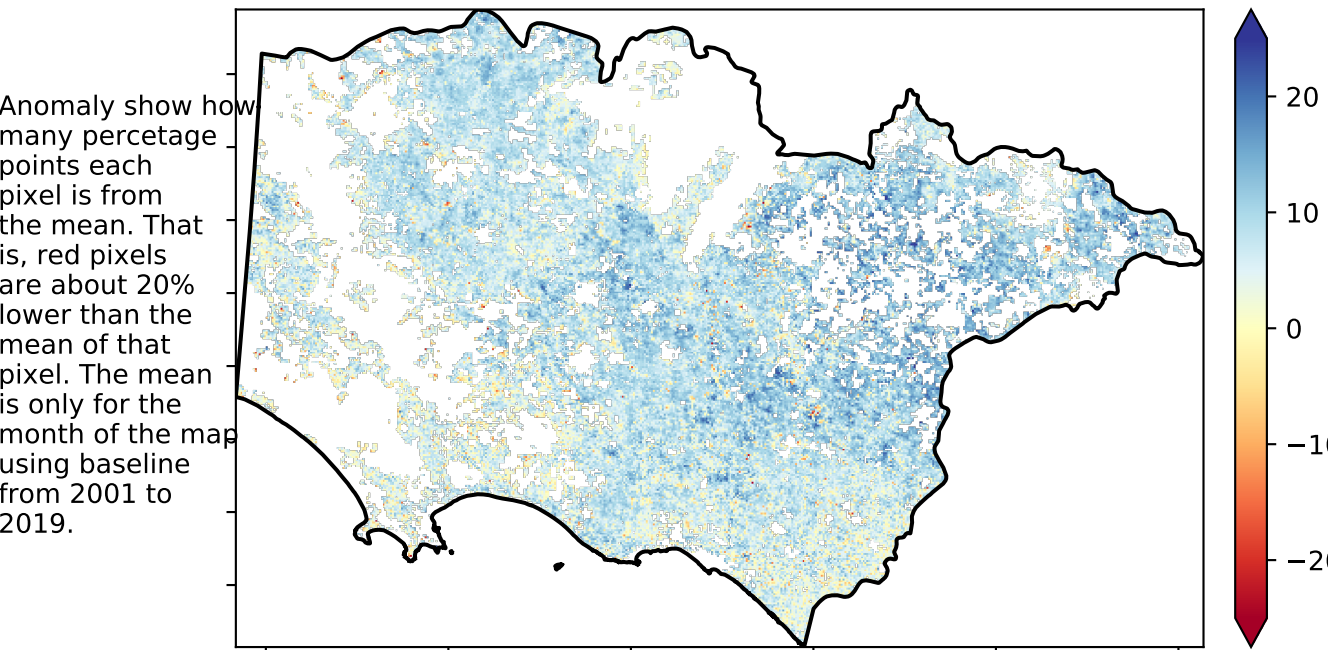 Anomaly show how
many percetage
points each
pixel is from
the mean. That
is, red pixels
are about 20%
lower than the
mean of that
pixel. The mean
is only for the
month of the map
using baseline
from 2001 to
2019.
20
10
0
−10
−20